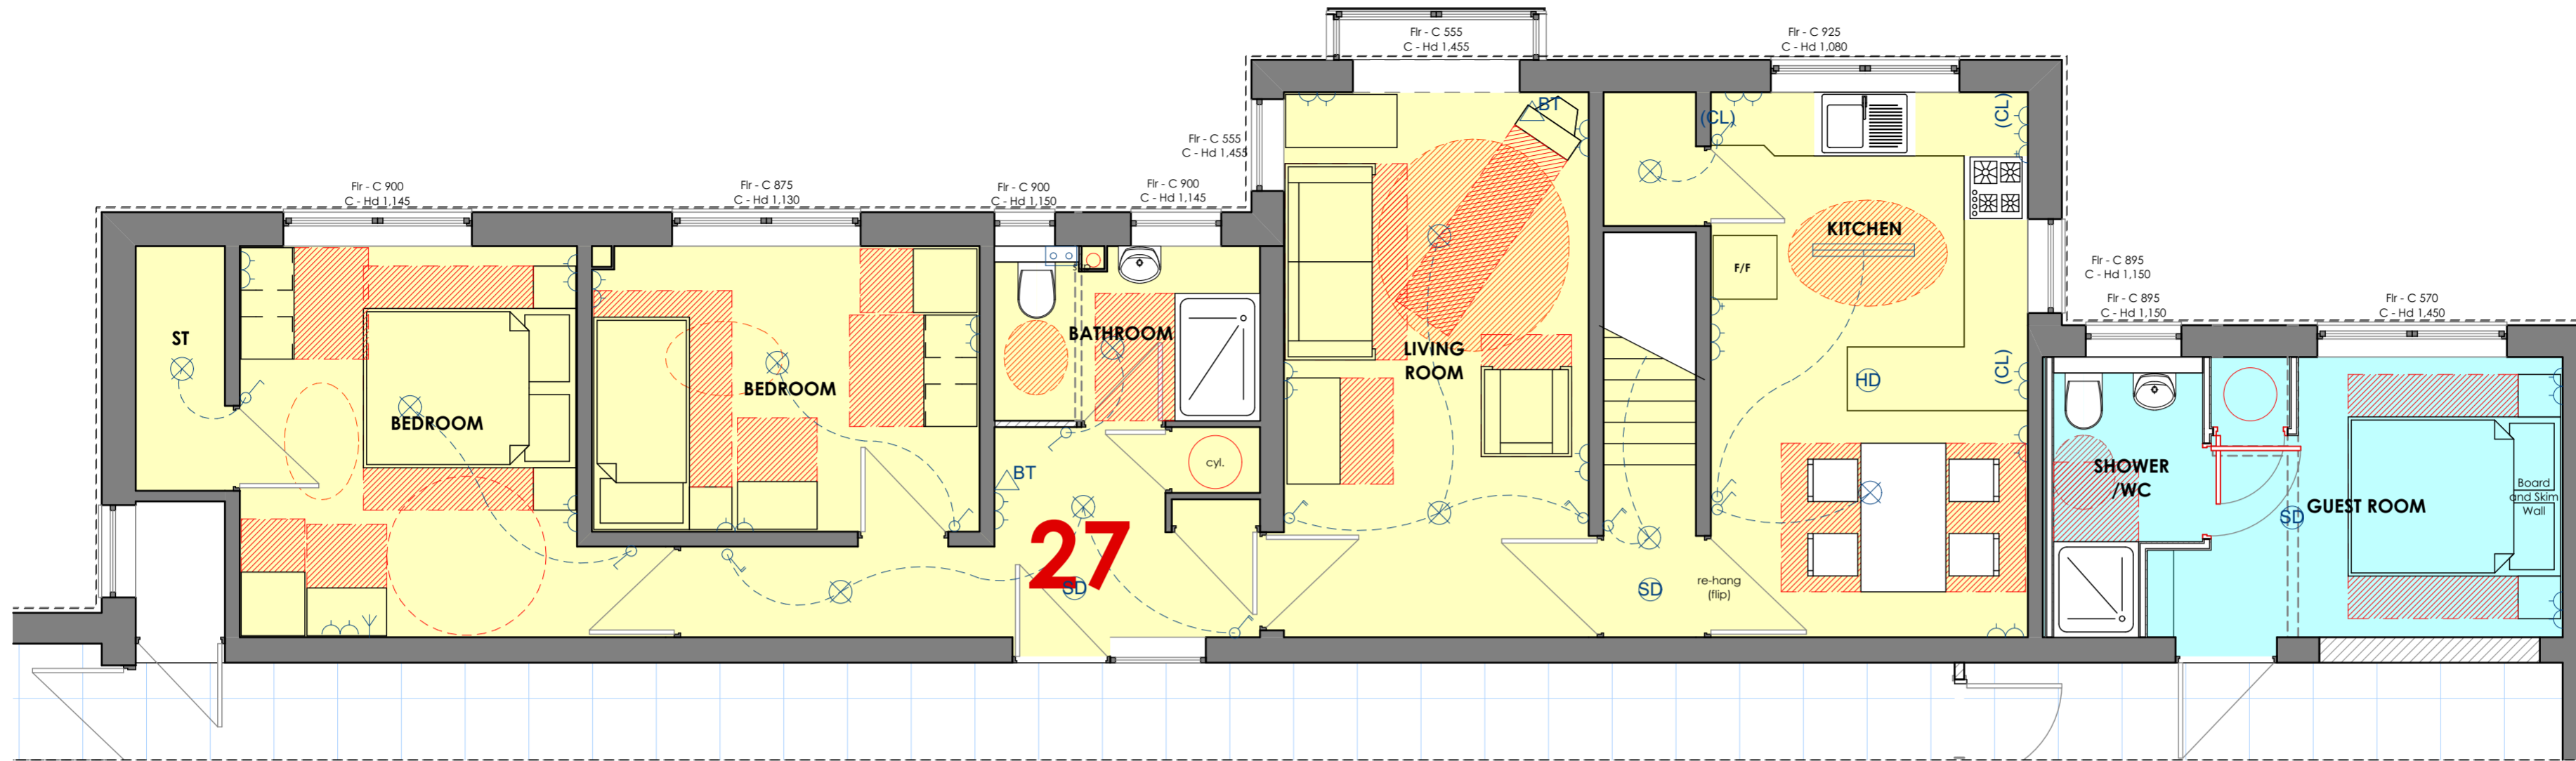 Flr - C 555
C - Hd 1,455
Flr - C 925
C - Hd 1,080
Flr - C 555
C - Hd 1,455
Flr - C 900
C - Hd 1,145
Flr - C 875
C - Hd 1,130
Flr - C 900
C - Hd 1,150
Flr - C 900
C - Hd 1,145
BT
(CL)
(CL)
KITCHEN
F/F
Flr - C 895
C - Hd 1,150
Flr - C 895
C - Hd 1,150
Flr - C 570
C - Hd 1,450
ST
BATHROOM
LIVING
ROOM
BEDROOM
BEDROOM
HD
(CL)
cyl.
BT
SHOWER
/WC
GUEST ROOM
Board
and Skim
Wall
SD
27
SD
SD
re-hang
(flip)